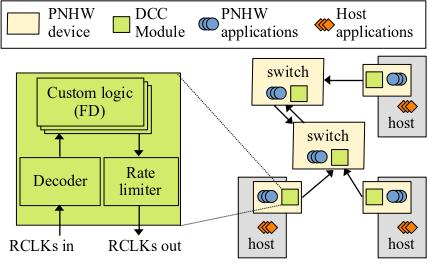 PNHW device
DCC Module
PNHW applications
Host applications
Custom logic
(FD)
Decoder
Rate
limiter
RCLKs in
RCLKs out
switch
switch
host
host
host